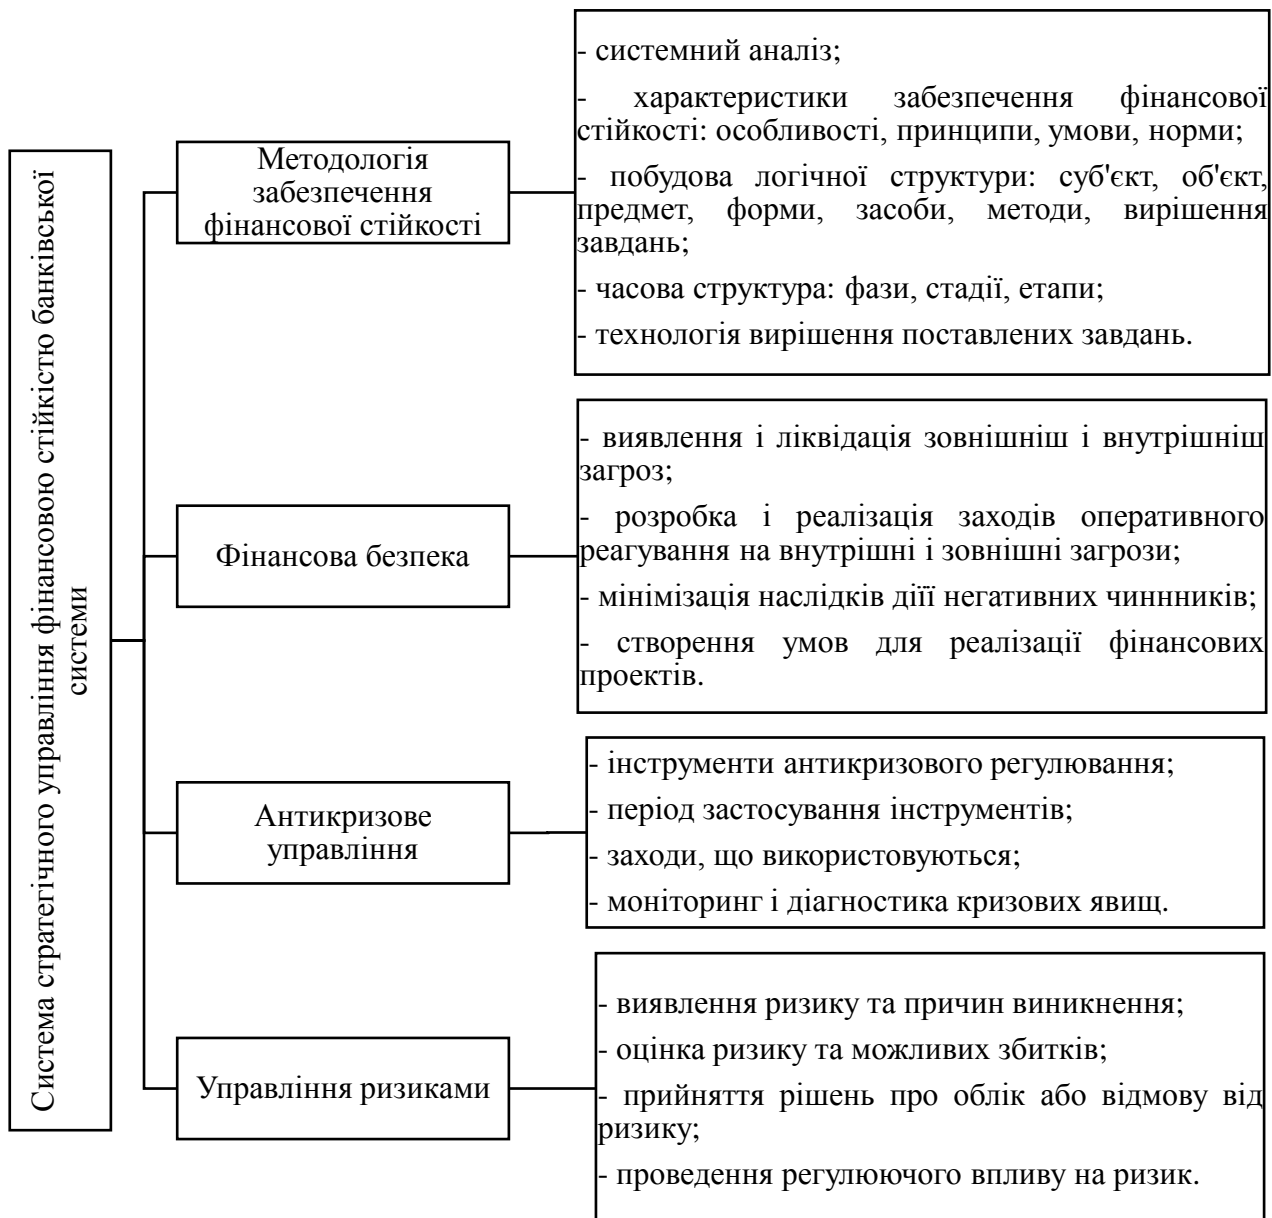 Система стратегічного управління фінансовою стійкістю банківської
системи
Методологія
забезпечення
фінансової стійкості
- системний аналіз;
- характеристики забезпечення фінансової
стійкості: особливості, принципи, умови, норми;
- побудова логічної структури: суб'єкт, об'єкт,
предмет, форми, засоби, методи, вирішення
завдань;
- часова структура: фази, стадії, етапи;
- технологія вирішення поставлених завдань.
Фінансова безпека
- виявлення і ліквідація зовнішніш і внутрішніш
загроз;
- розробка і реалізація заходів оперативного
реагування на внутрішні і зовнішні загрози;
- мінімізація наслідків діїї негативних чиннників;
- створення умов для реалізації фінансових
проектів.
Антикризове
управління
- інструменти антикризового регулювання;
- період застосування інструментів;
- заходи, що використовуються;
- моніторинг і діагностика кризових явищ.
Управління ризиками
- виявлення ризику та причин виникнення;
- оцінка ризику та можливих збитків;
- прийняття рішень про облік або відмову від
ризику;
- проведення регулюючого впливу на ризик.